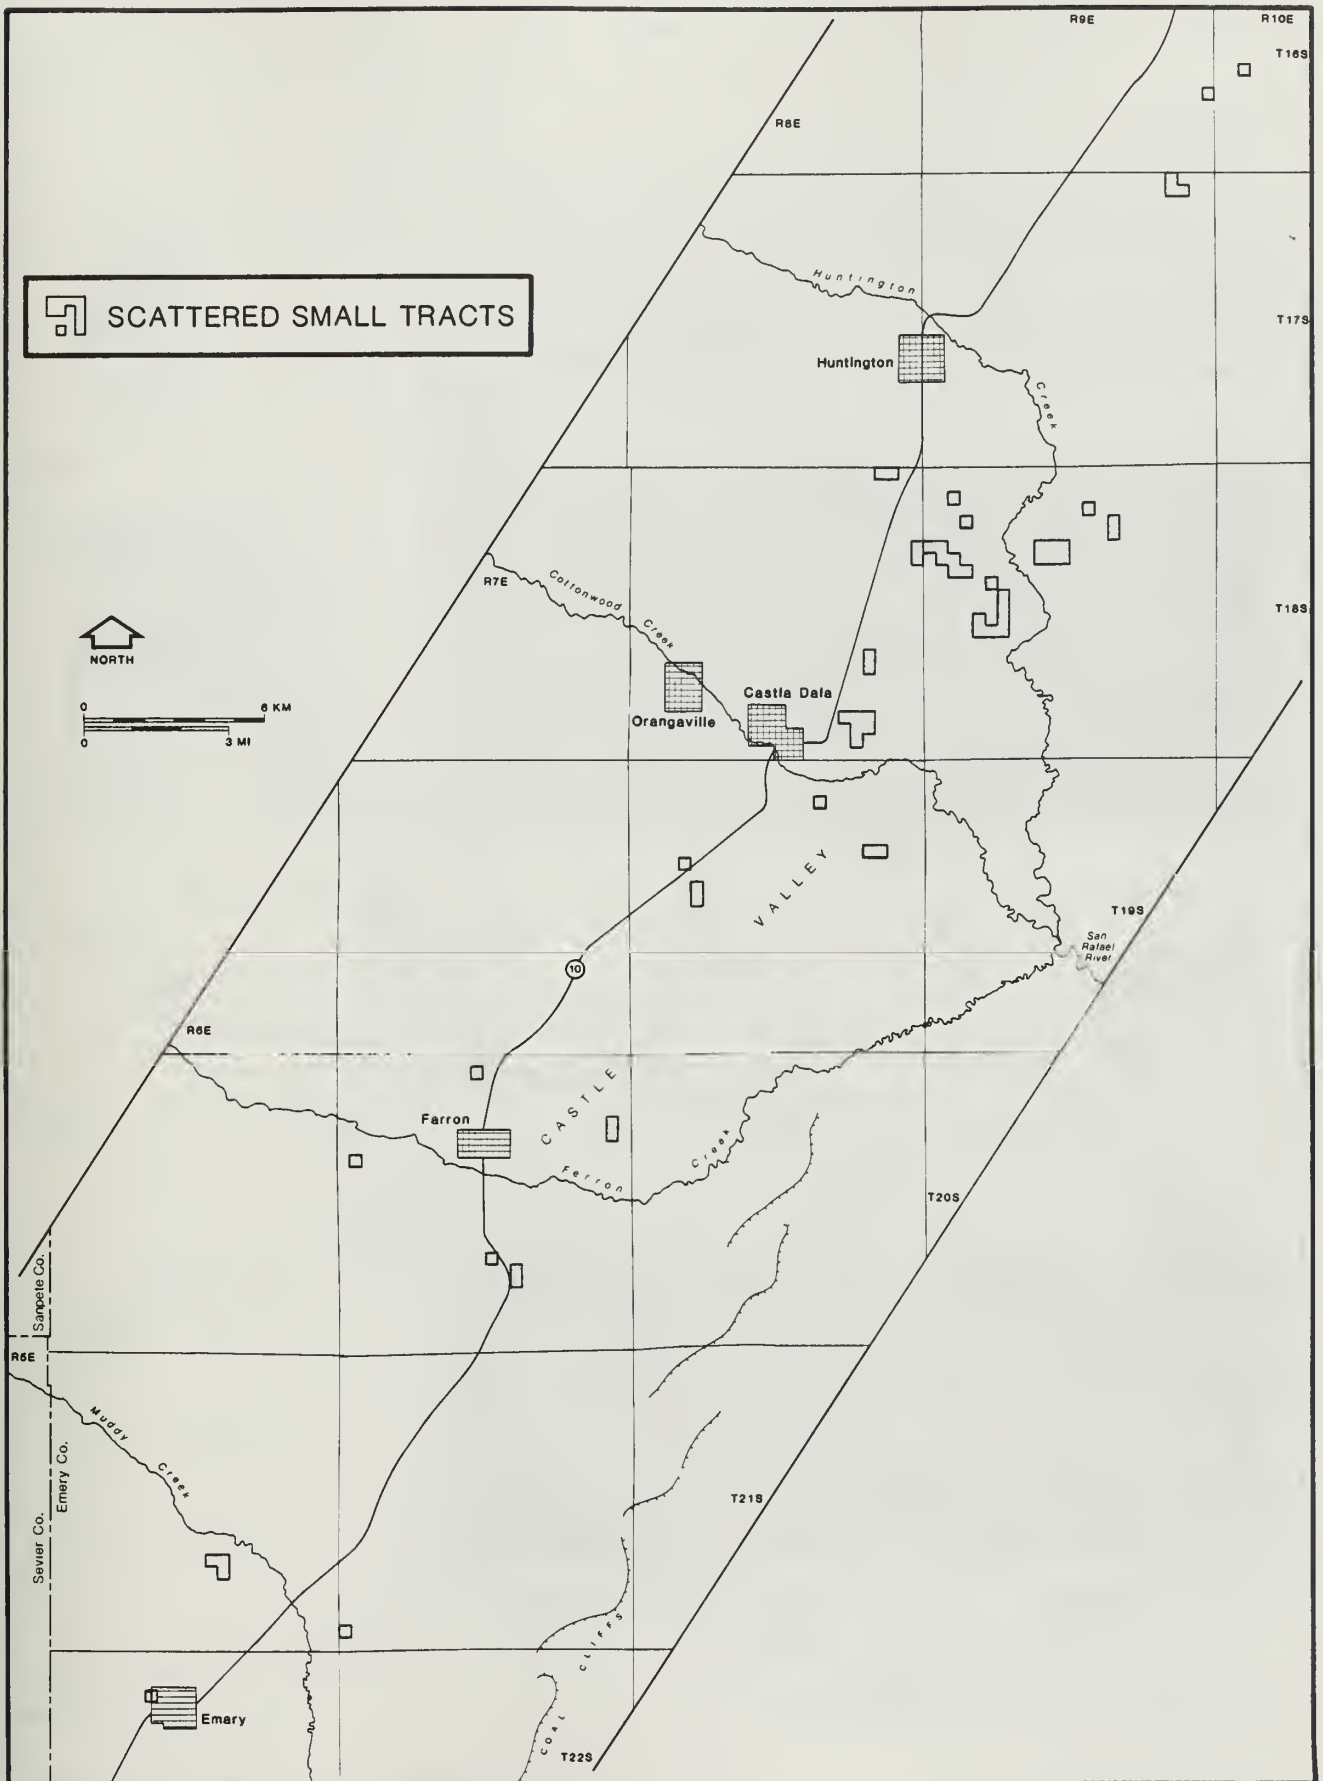 R9E
R10E
T16S
R8E
Huntington
Creek
SCATTERED SMALL TRACTS
T17S
Huntington
R7E
Cottonwood
Creek
T18S
NORTH
0 6 KM
0 3 MI
Castla Dala
Orangaville
VALLEY
T19S
San
Rafael
River
10
R6E
CASTLE
Farron
Ferron
Creek
T20S
Sanpete Co.
R5E
Muddy
Creek
Emery Co.
Sevier Co.
T21S
COAL CLIFFS
Emary
T22S